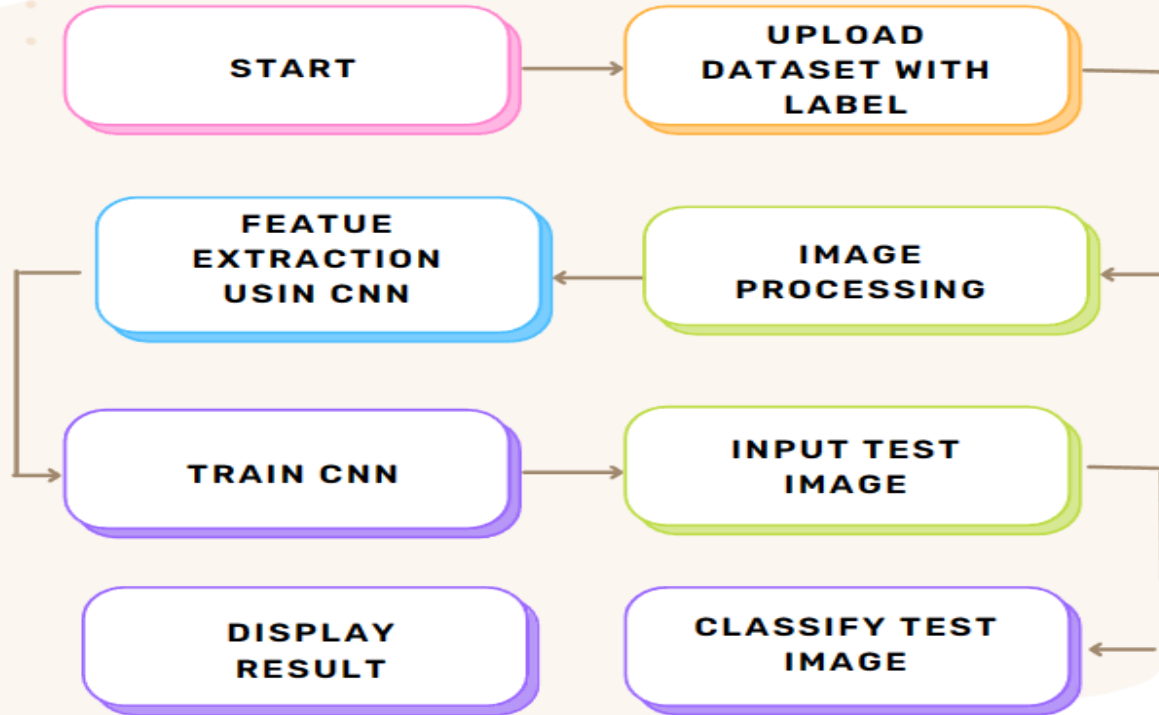 START
UPLOAD
DATASET WITH
LABEL
FEATUE
EXTRACTION
USIN CNN
IMAGE
PROCESSING
TRAIN CNN
INPUT TEST
IMAGE
DISPLAY
RESULT
CLASSIFY TEST
IMAGE